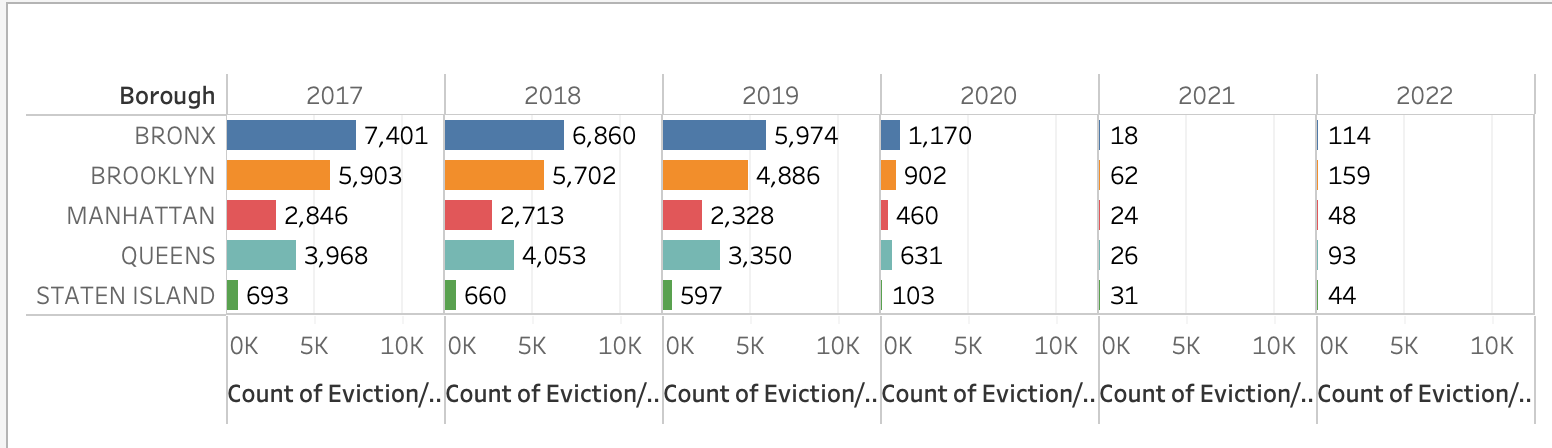 Borough 2017 2018 2019 2020 2021 2022
BRONX 7,401 6,860 5,974 1,170 18 114
BROOKLYN 5,903 5,702 4,886 902 62 159
MANHATTAN 2,846 2,713 2,328 460 24 48
QUEENS 3,968 4,053 3,350 631 26 93
STATEN ISLAND 693 660 597 103 31 44
0K 5K 10K 0K 5K 10K 0K 5K 10K 0K 5K 10K 0K 5K 10K 0K 5K 10K
Count of Eviction/.. Count of Eviction/.. Count of Eviction/.. Count of Eviction/.. Count of Eviction/.. Count of Eviction/..